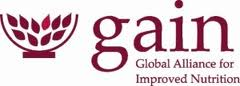 gain
Global Alliance for
Improved Nutrition